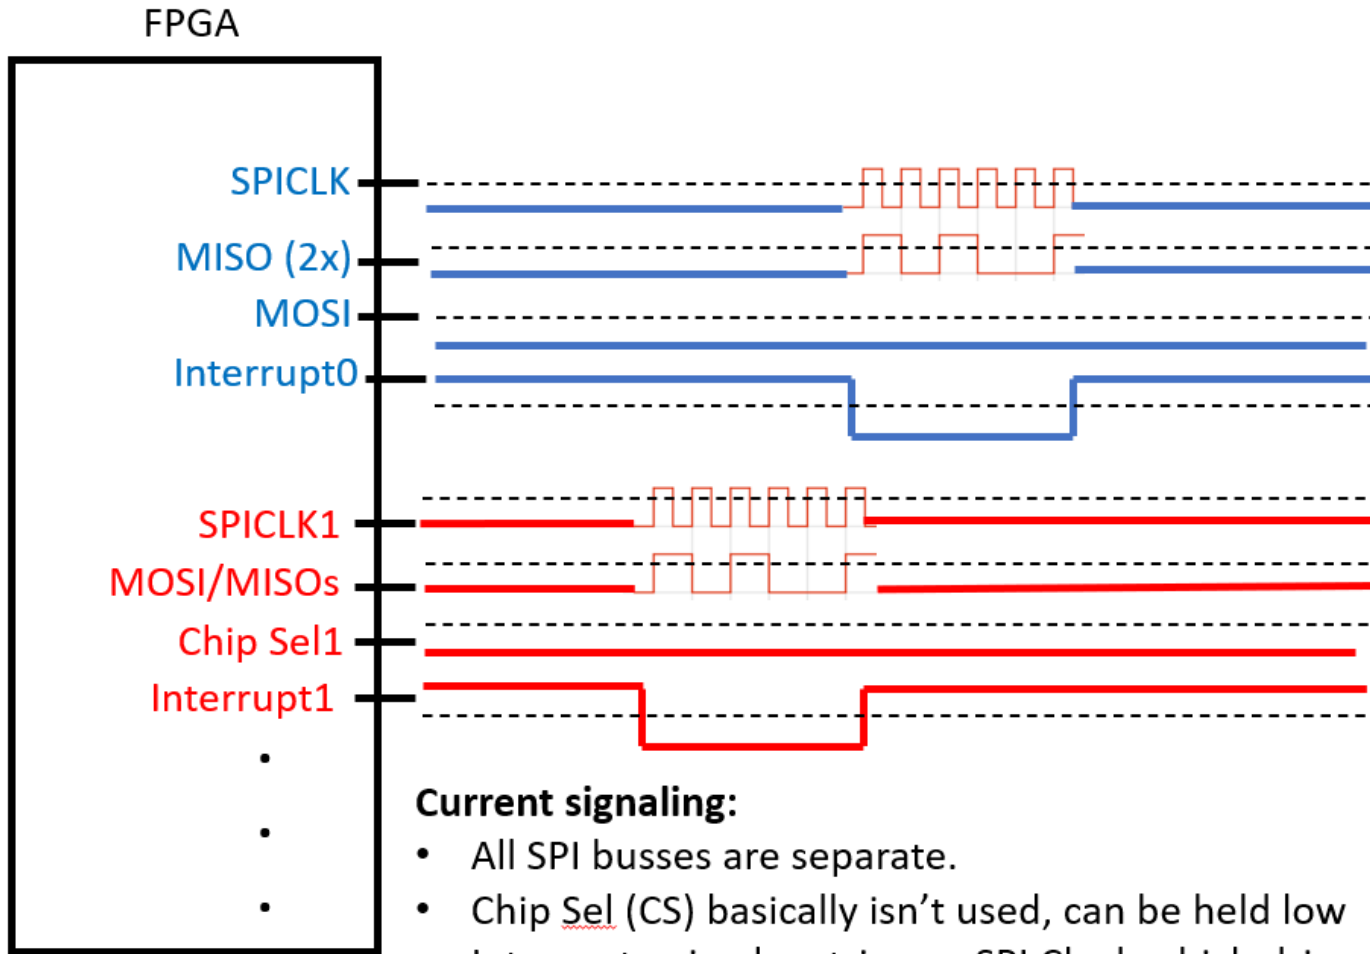 FPGA
SPICLK
MISO (2x)
MOSI
Interrupt0
SPICLK1
MOSI/MISOs
Chip Sel1
Interrupt1
Current signaling:
• All SPI busses are separate.
• Chip Sel (CS) basically isn't used, can be held low